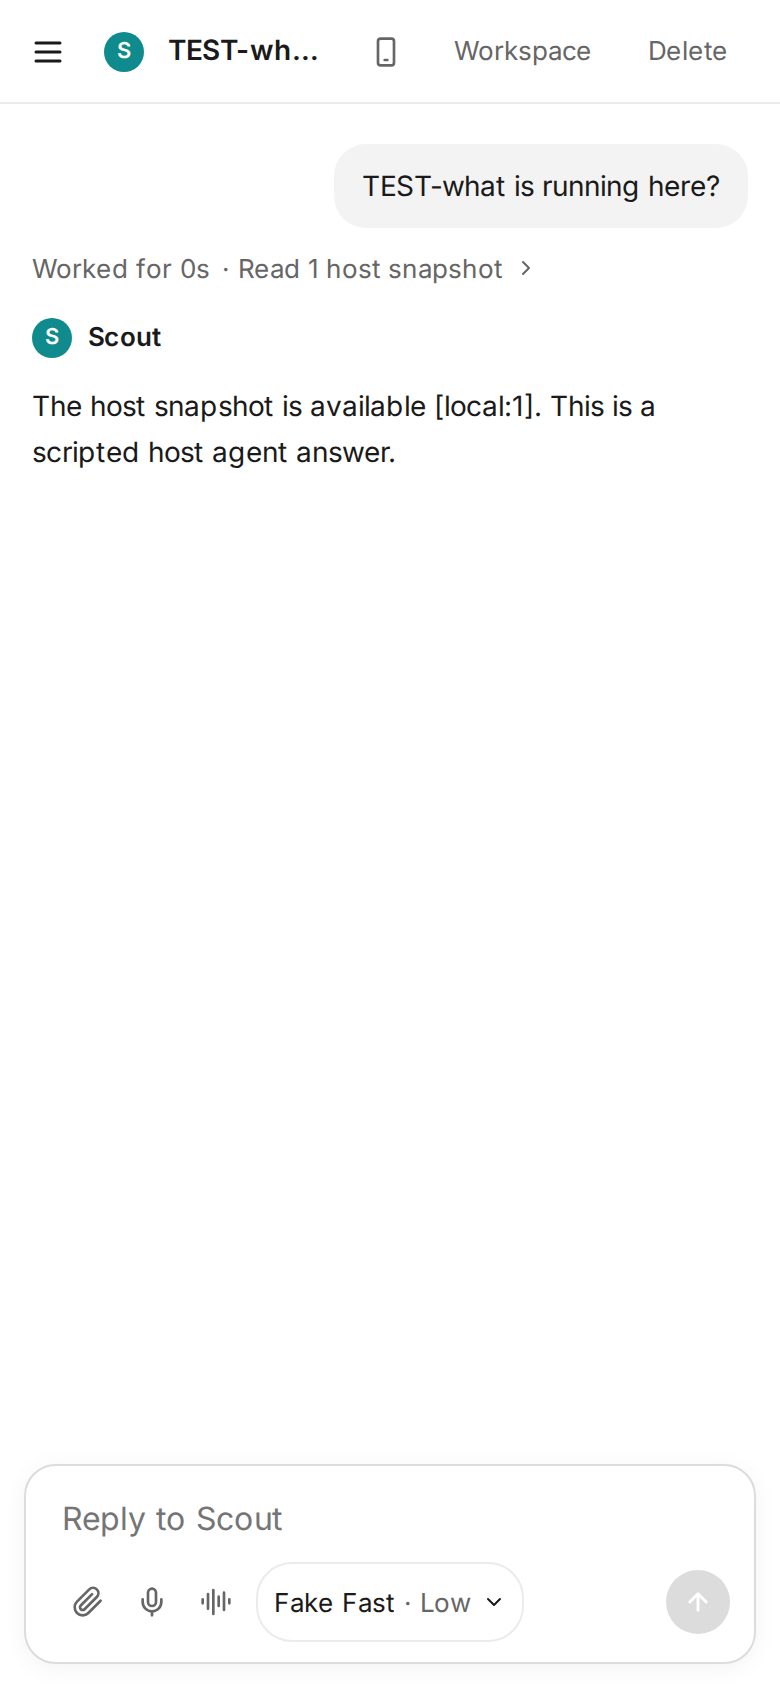 S TEST-wh... Workspace Delete
TEST-what is running here?
Worked for 0s · Read 1 host snapshot
S Scout
The host snapshot is available [local:1]. This is a
scripted host agent answer.
Reply to Scout
Fake Fast · Low